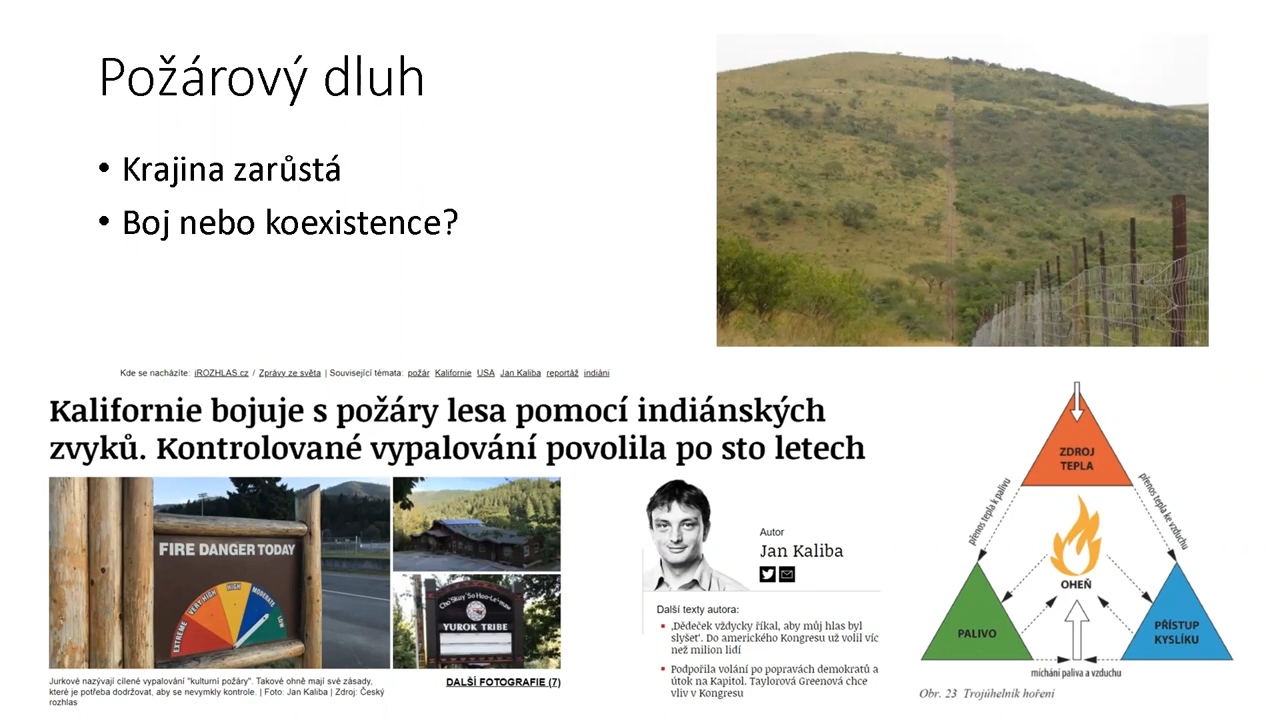 Požárový dluh
• Krajina zarůstá
• Boj nebo koexistence?
Kde se nacházíte: iROZHLAS.cz / Zprávy ze světa | Související témata: požár Kalifornie USA Jan Kaliba reportáž indiáni
Kalifornie bojuje s požáry lesa pomocí indiánských
zvyků. Kontrolované vypalování povolila po sto letech
FIRE DANGER TODAY
EXTREME
VERY HIGH
HIGH
MODERATE
LOW
YUROK TRIBE
Jurkové nazývají cílené vypalování "kulturní požáry". Takové ohně mají své zásady,
které je potřeba dodržovat, aby se nevymkly kontrole. | Foto: Jan Kaliba | Zdroj: Český
rozhlas
DALŠÍ FOTOGRAFIE (7)
Autor
Jan Kaliba
Další texty autora:
‚Dědeček vždycky říkal, aby můj hlas byl
slyšet'. Do amerického Kongresu už volil víc
než milion lidí
Podpořila volání po popravách demokratů a
útok na Kapitol. Taylorová Greenová chce
vliv v Kongresu
ZDROJ
TEPLA
přenos tepla k palivu
přenos tepla ke vzduchu
OHEŇ
PALIVO
PŘÍSTUP
KYSLÍKU
míchání paliva a vzduchu
Obr. 23 Trojúhelník hoření